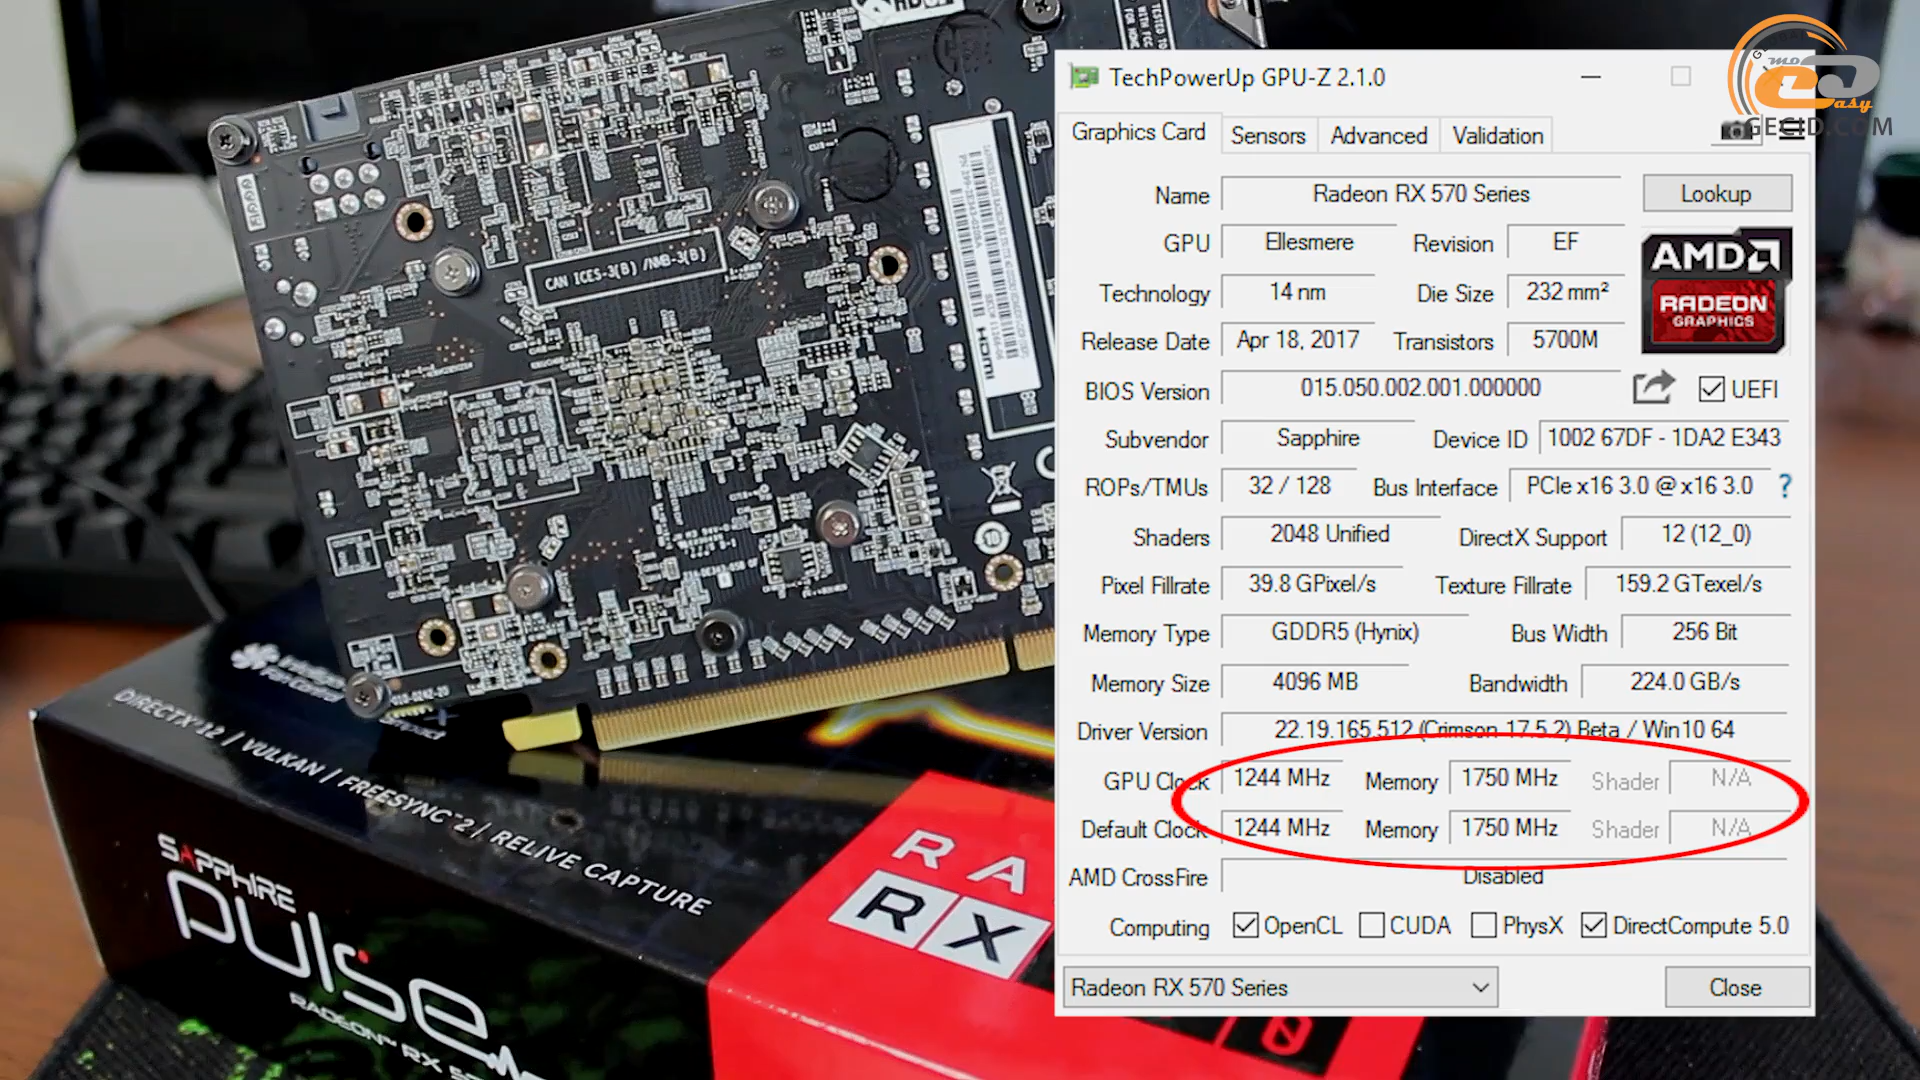 TechPowerUp GPU-Z 2.1.0
Graphics Card Sensors Advanced Validation
Name Radeon RX 570 Series Lookup
GPU Ellesmere Revision EF
Technology 14 nm Die Size 232 mm²
Release Date Apr 18, 2017 Transistors 5700M
BIOS Version 015.050.002.001.000000 UEFI
Subvendor Sapphire Device ID 1002 67DF - 1DA2 E343
ROPs/TMUs 32 / 128 Bus Interface PCIe x16 3.0 @ x16 3.0 ?
Shaders 2048 Unified DirectX Support 12 (12_0)
Pixel Fillrate 39.8 GPixel/s Texture Fillrate 159.2 GTexel/s
Memory Type GDDR5 (Hynix) Bus Width 256 Bit
Memory Size 4096 MB Bandwidth 224.0 GB/s
Driver Version 22.19.165.512 (Crimson 17.5.2) Beta / Win10 64
GPU Clock 1244 MHz Memory 1750 MHz Shader N/A
Default Clock 1244 MHz Memory 1750 MHz Shader N/A
AMD CrossFire Disabled
Computing OpenCL CUDA PhysX DirectCompute 5.0
Radeon RX 570 Series Close
AMD
RADEON
GRAPHICS
easy
GECID.COM
CAN ICES-3(B) /NMB-3(B)
HDMI
DIRECTX 12 / VULKAN / FREESYNC™ 2 / RELIVE CAPTURE
SAPPHIRE
PULSE
RADEON™ RX
RA
RX